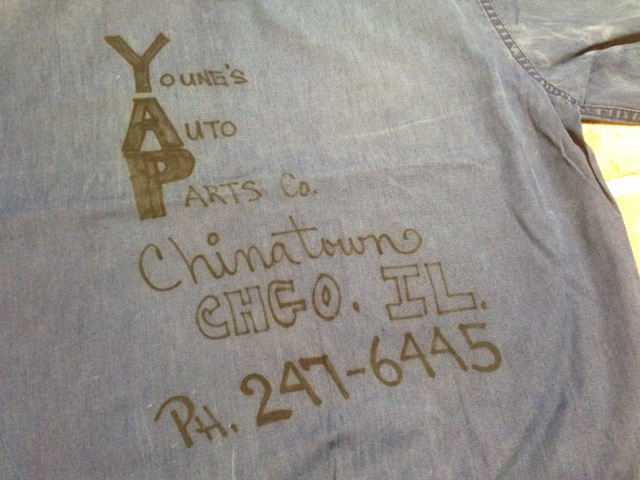 YOUNG'S
AUTO
PARTS CO.
Chinatown
CHGO. IL.
PH. 247-6445